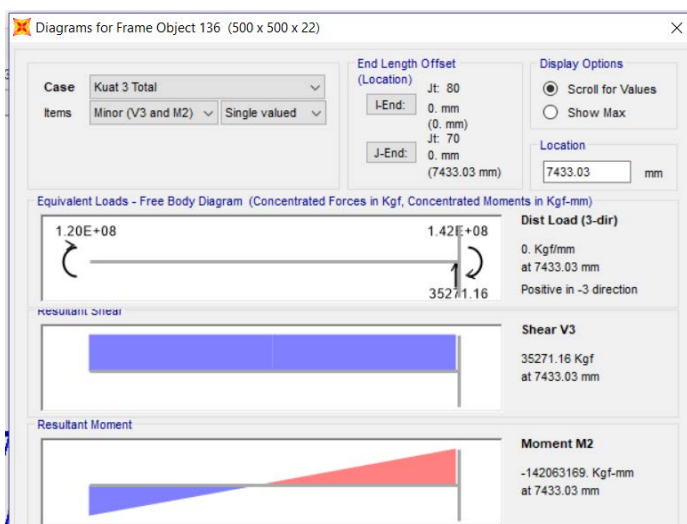 Diagrams for Frame Object 136 (500 x 500 x 22)
Case Kuat 3 Total
Items Minor (V3 and M2) Single valued
End Length Offset
(Location)
I-End: Jt: 80
0. mm
(0. mm)
J-End: Jt: 70
0. mm
(7433.03 mm)
Display Options
Scroll for Values
Show Max
Location
7433.03 mm
Equivalent Loads - Free Body Diagram (Concentrated Forces in Kgf, Concentrated Moments in Kgf-mm)
1.20E+08 1.42E+08
35271.16
Dist Load (3-dir)
0. Kgf/mm
at 7433.03 mm
Positive in -3 direction
Resultant Shear
Shear V3
35271.16 Kgf
at 7433.03 mm
Resultant Moment
Moment M2
-142063169. Kgf-mm
at 7433.03 mm